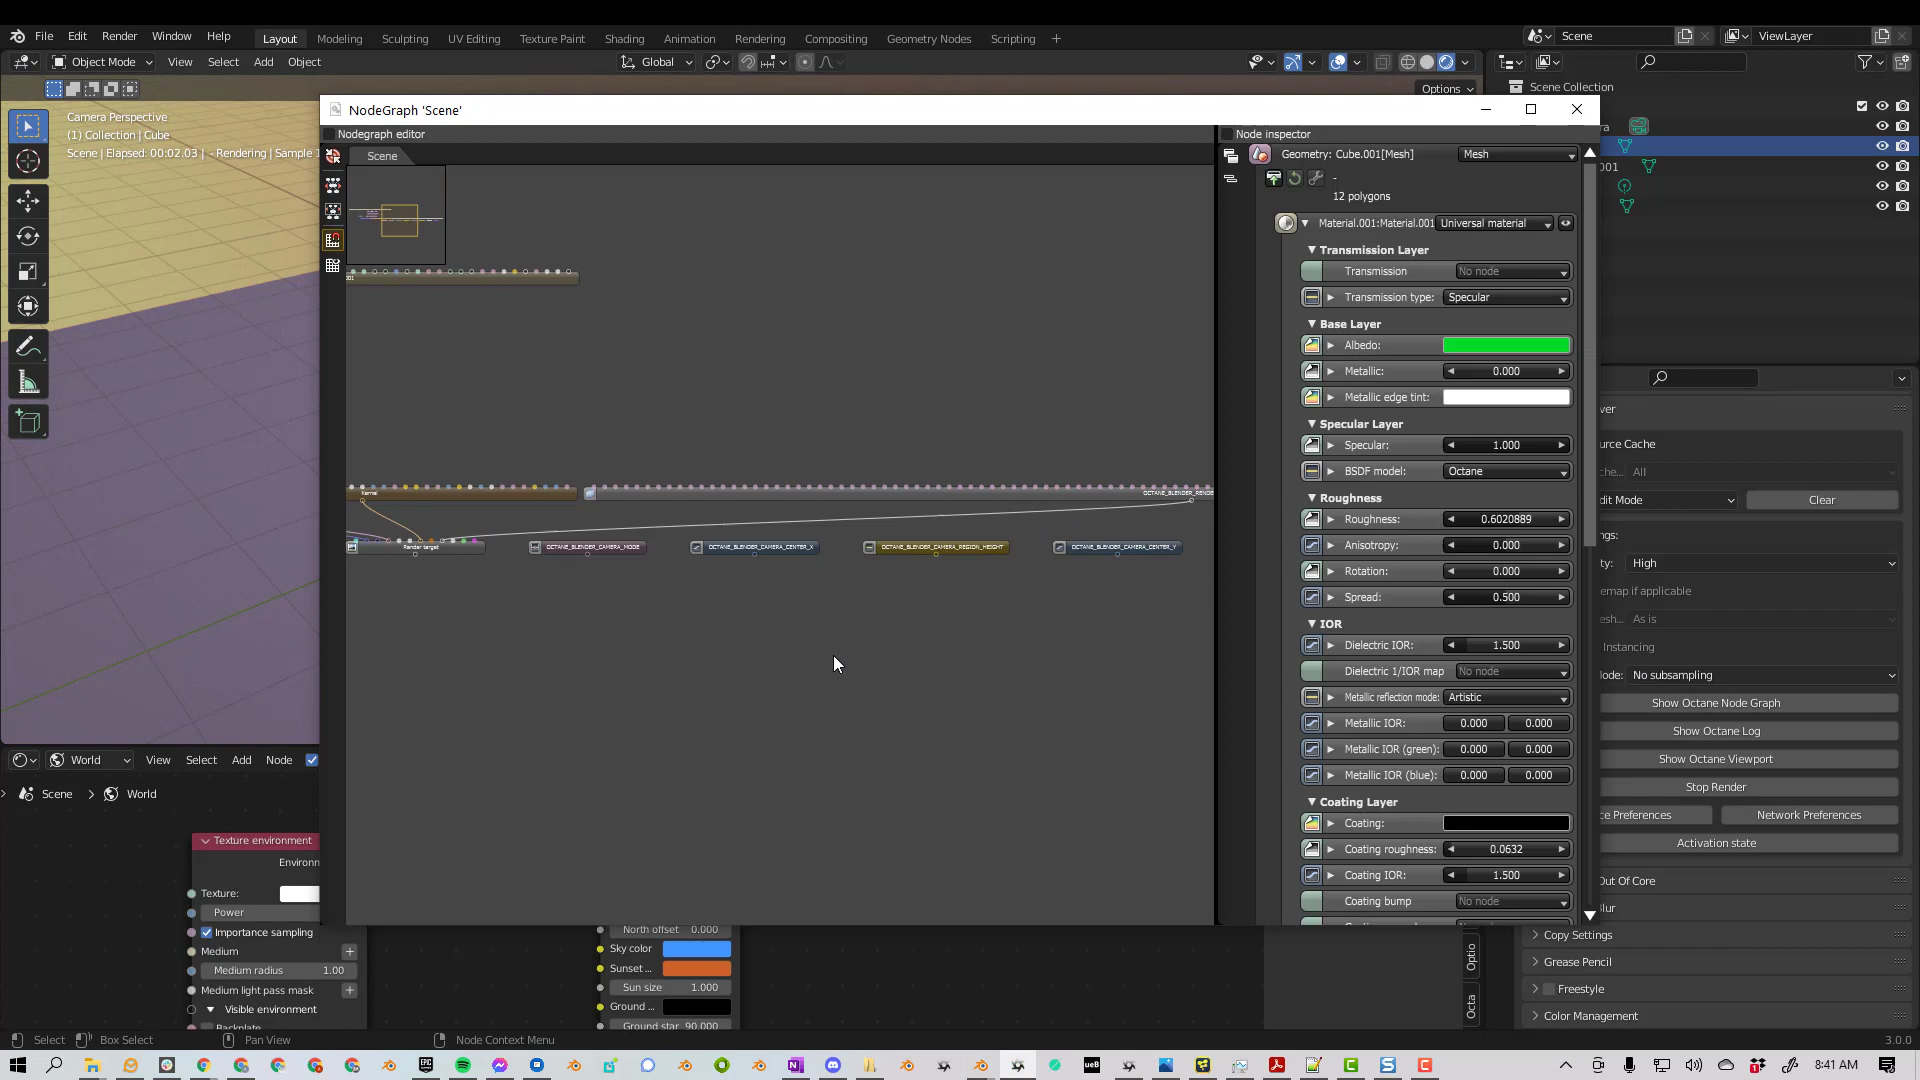 File Edit Render Window Help Layout Modeling Sculpting UV Editing Texture Paint Shading Animation Rendering Compositing Geometry Nodes Scripting + Scene ViewLayer
Object Mode View Select Add Object Global
Options
Scene Collection
Camera Perspective
(1) Collection | Cube
Scene | Elapsed: 00:02.03 | - Rendering | Sample 1
NodeGraph 'Scene'
Nodegraph editor
Scene
Kernel
OCTANE_BLENDER_RENDE
Render target
OCTANE_BLENDER_CAMERA_MODE
OCTANE_BLENDER_CAMERA_CENTER_X
OCTANE_BLENDER_CAMERA_REGION_HEIGHT
OCTANE_BLENDER_CAMERA_CENTER_Y
Node inspector
Geometry: Cube.001[Mesh] Mesh
-
12 polygons
Material.001:Material.001 Universal material
Transmission Layer
Transmission No node
Transmission type: Specular
Base Layer
Albedo:
Metallic: 0.000
Metallic edge tint:
Specular Layer
Specular: 1.000
BSDF model: Octane
Roughness
Roughness: 0.6020889
Anisotropy: 0.000
Rotation: 0.000
Spread: 0.500
IOR
Dielectric IOR: 1.500
Dielectric 1/IOR map No node
Metallic reflection mode: Artistic
Metallic IOR: 0.000 0.000
Metallic IOR (green): 0.000 0.000
Metallic IOR (blue): 0.000 0.000
Coating Layer
Coating:
Coating roughness: 0.0632
Coating IOR: 1.500
Coating bump No node
a
001
ver
urce Cache
che... All
dit Mode Clear
ngs:
ty: High
emap if applicable
esh... As is
Instancing
lode: No subsampling
Show Octane Node Graph
Show Octane Log
Show Octane Viewport
Stop Render
ce Preferences Network Preferences
Activation state
Out Of Core
Blur
Copy Settings
Grease Pencil
Freestyle
Color Management
Optio
Octa
World View Select Add Node
Scene > World
Texture environment
Environn
Texture:
Power
Importance sampling
Medium
Medium radius 1.00
Medium light pass mask
Visible environment
Backplate
North offset 0.000
Sky color
Sunset ...
Sun size 1.000
Ground ...
Ground star 90.000
Select Box Select Pan View Node Context Menu 3.0.0
8:41 AM